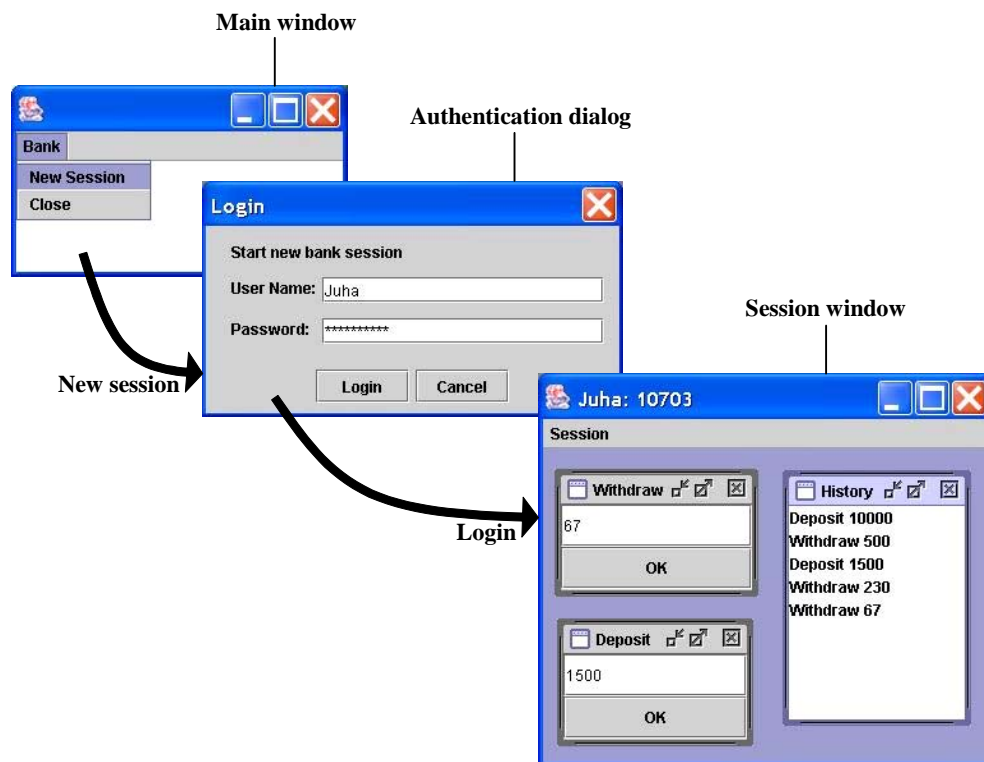 Main window
Bank
New Session
Close
Authentication dialog
Login
Start new bank session
User Name: Juha
Password: **********
Login Cancel
New session
Session window
Juha: 10703
Session
Withdraw
67
OK
Deposit
1500
OK
History
Deposit 10000
Withdraw 500
Deposit 1500
Withdraw 230
Withdraw 67
Login